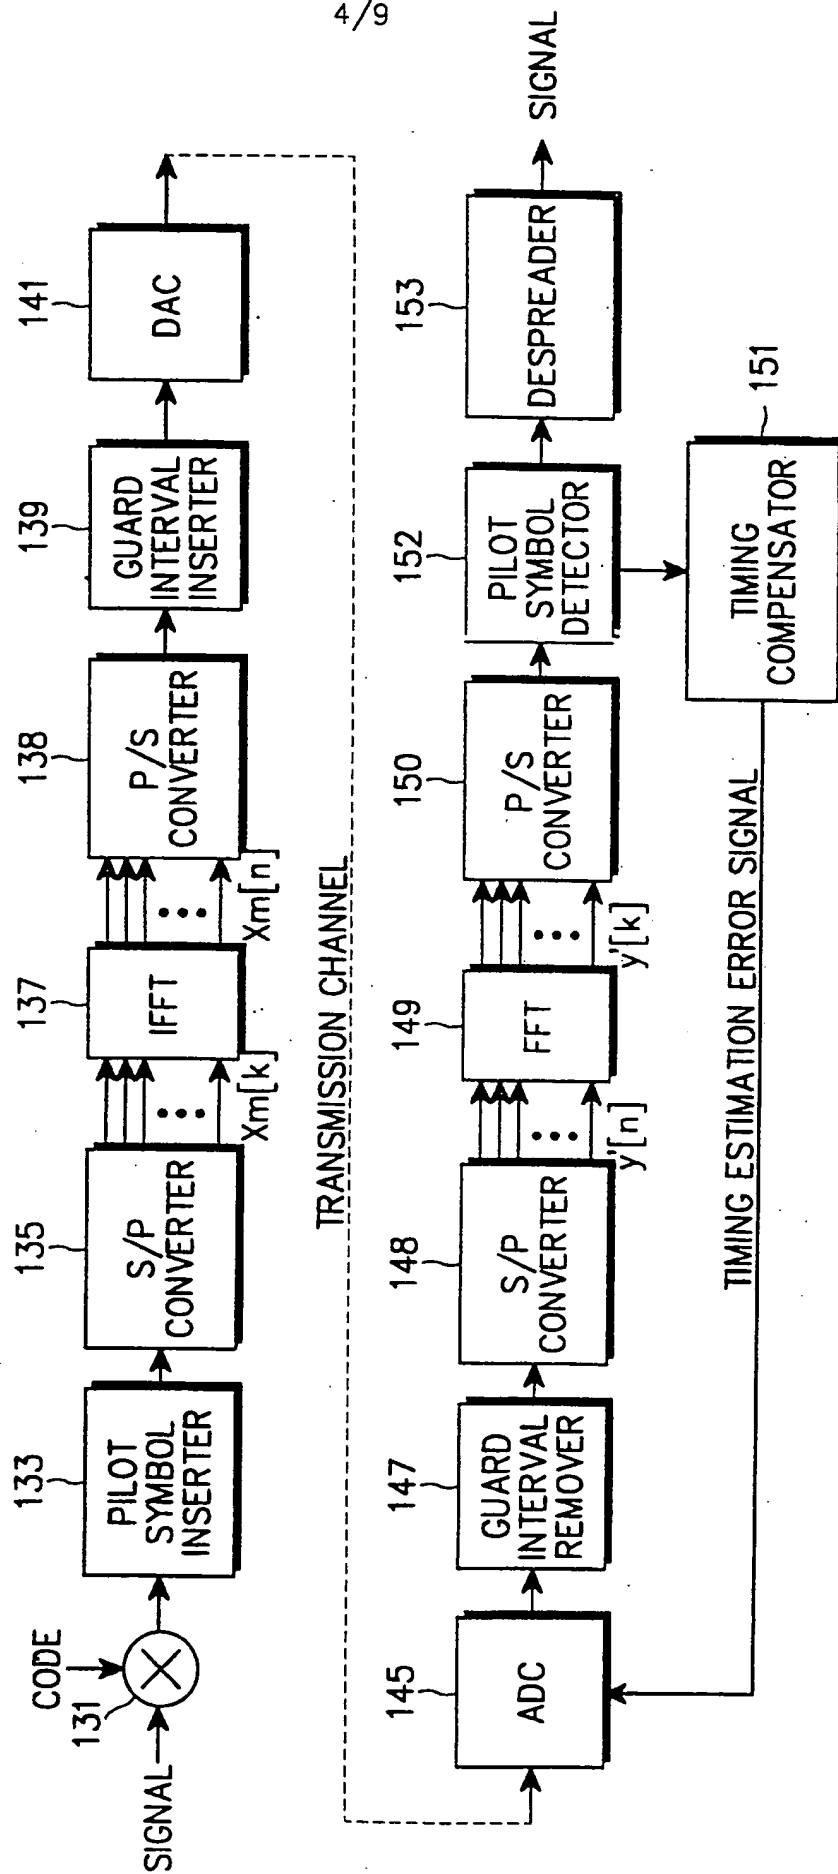 4/9
SIGNAL
CODE
131
133
PILOT
SYMBOL
INSERTER
135
S/P
CONVERTER
Xm[k]
137
IFFT
Xm[n]
138
P/S
CONVERTER
139
GUARD
INTERVAL
INSERTER
141
DAC
TRANSMISSION CHANNEL
145
ADC
147
GUARD
INTERVAL
REMOVER
148
S/P
CONVERTER
y'[n]
149
FFT
y'[k]
150
P/S
CONVERTER
152
PILOT
SYMBOL
DETECTOR
153
DESPREADER
SIGNAL
151
TIMING
COMPENSATOR
TIMING ESTIMATION ERROR SIGNAL